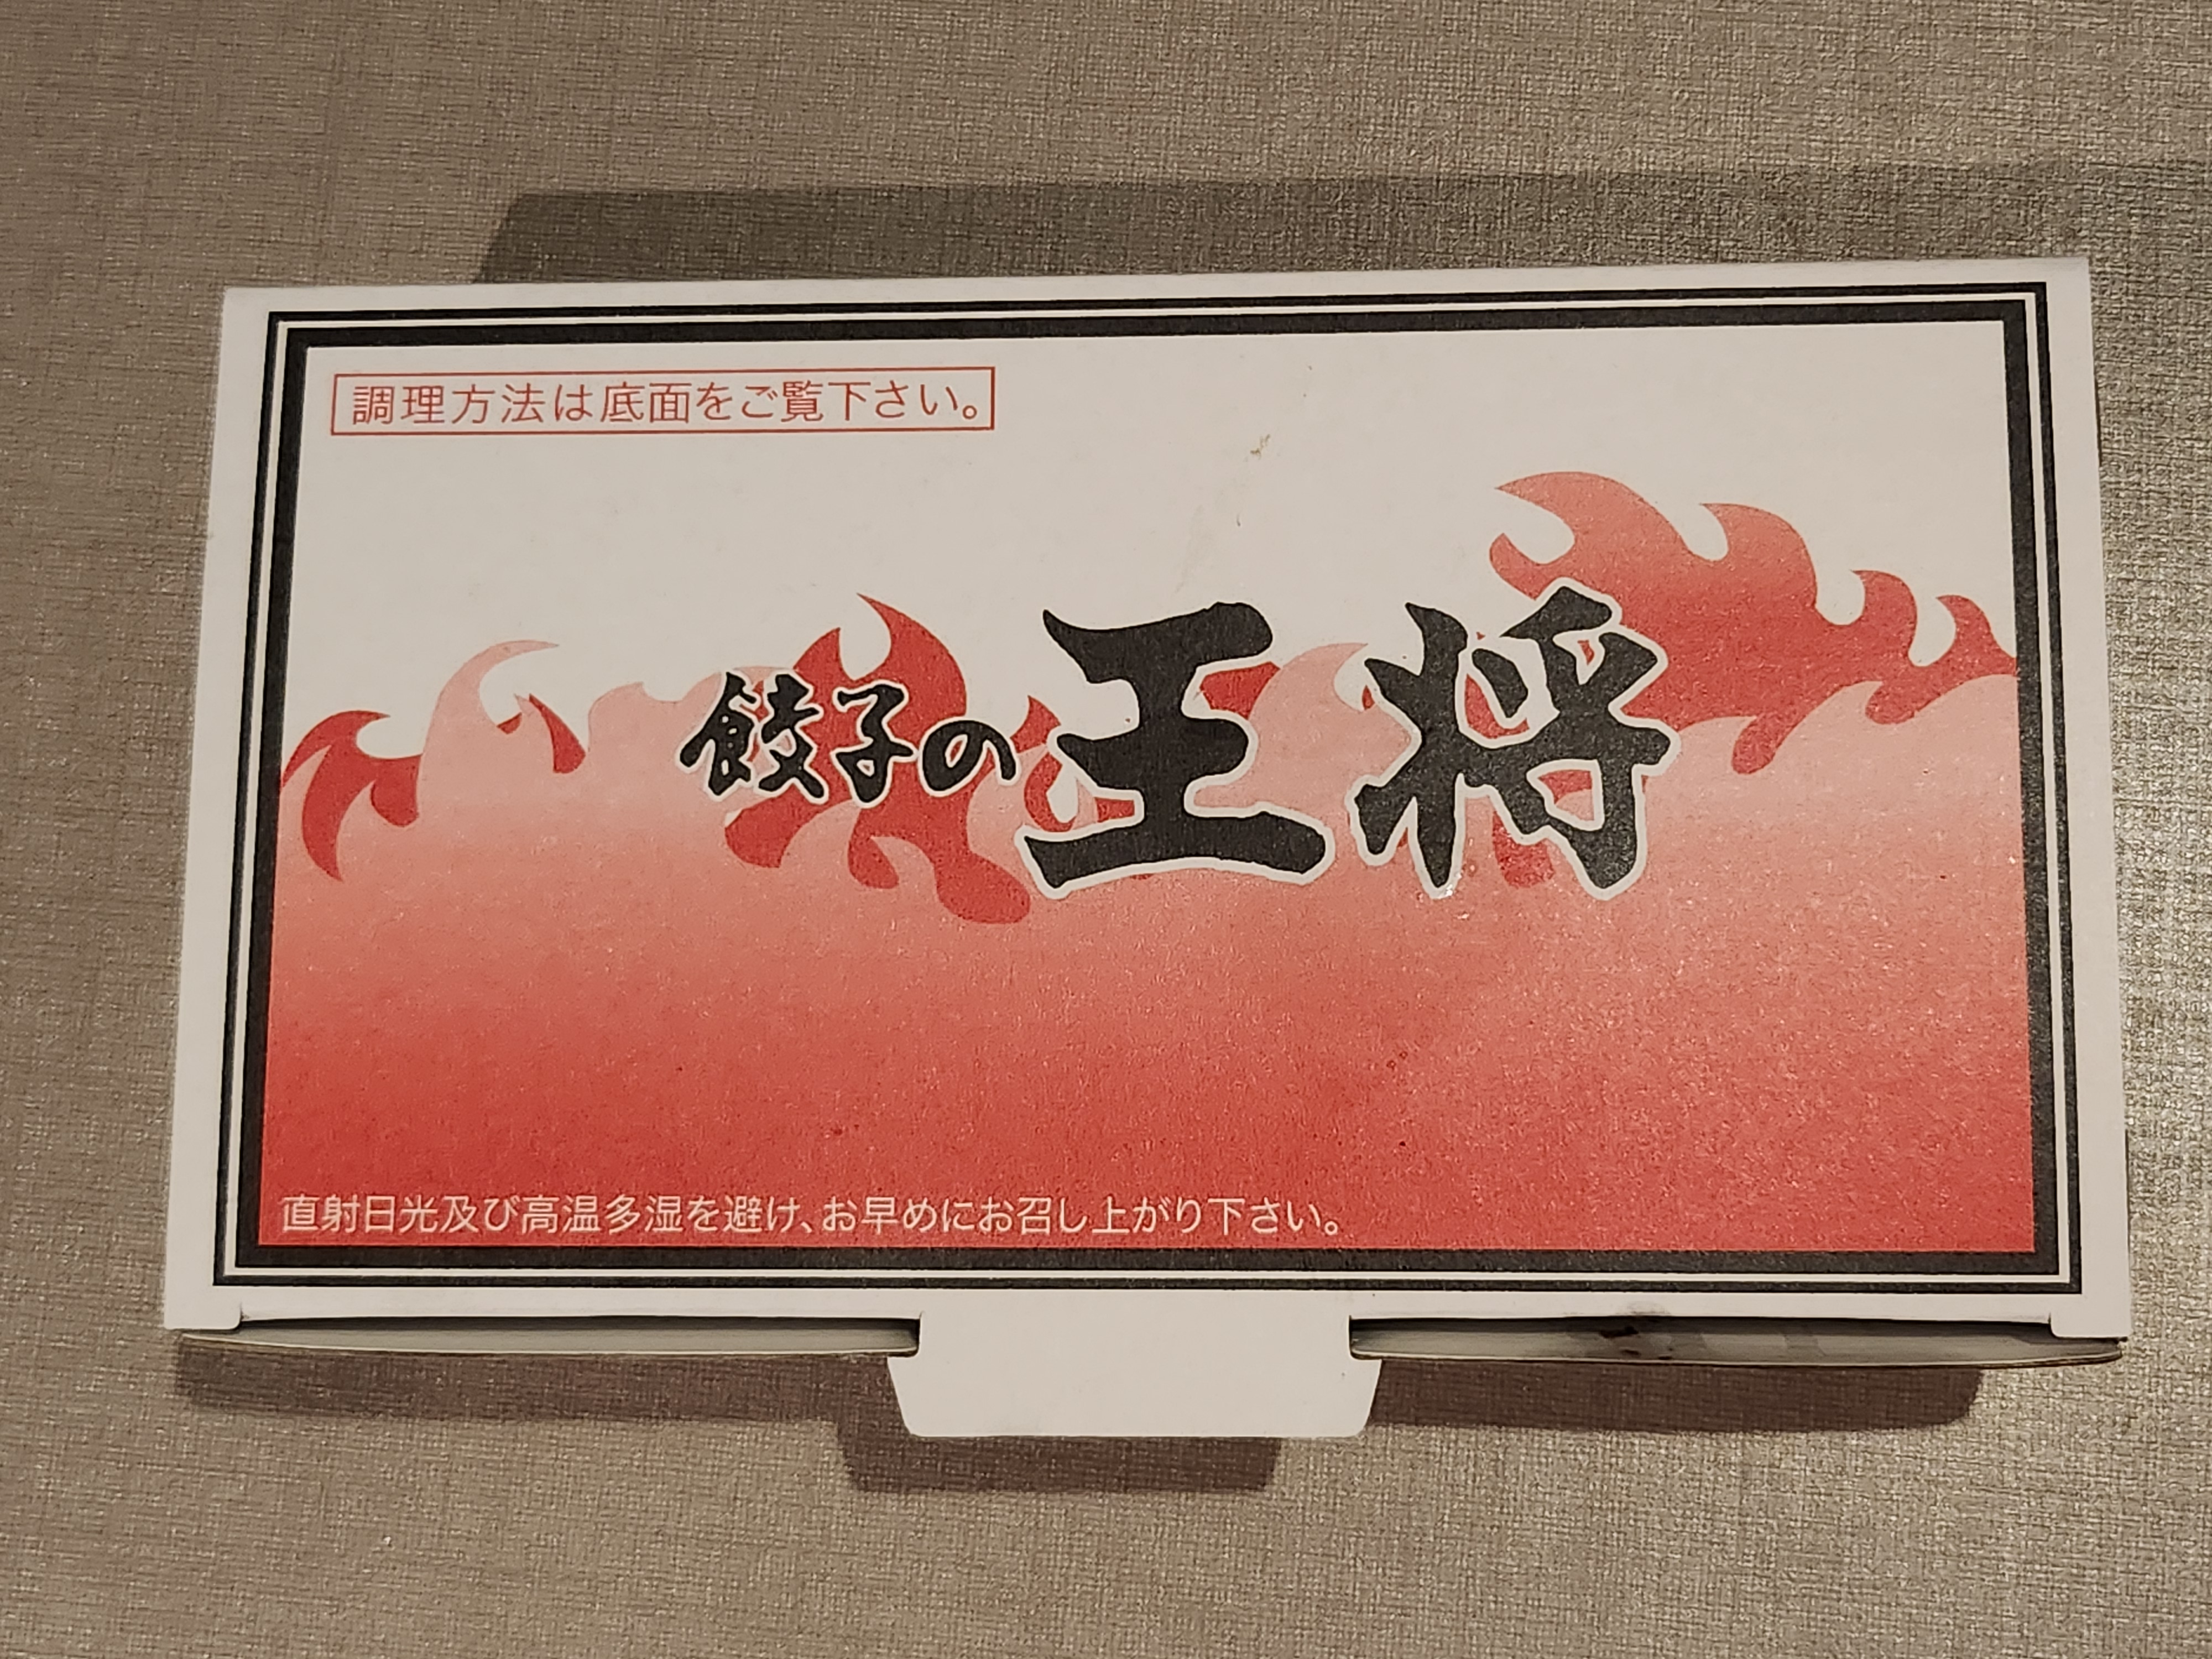 調理方法は底面をご覧下さい。
餃子の王将
直射日光及び高温多湿を避け、お早めにお召し上がり下さい。